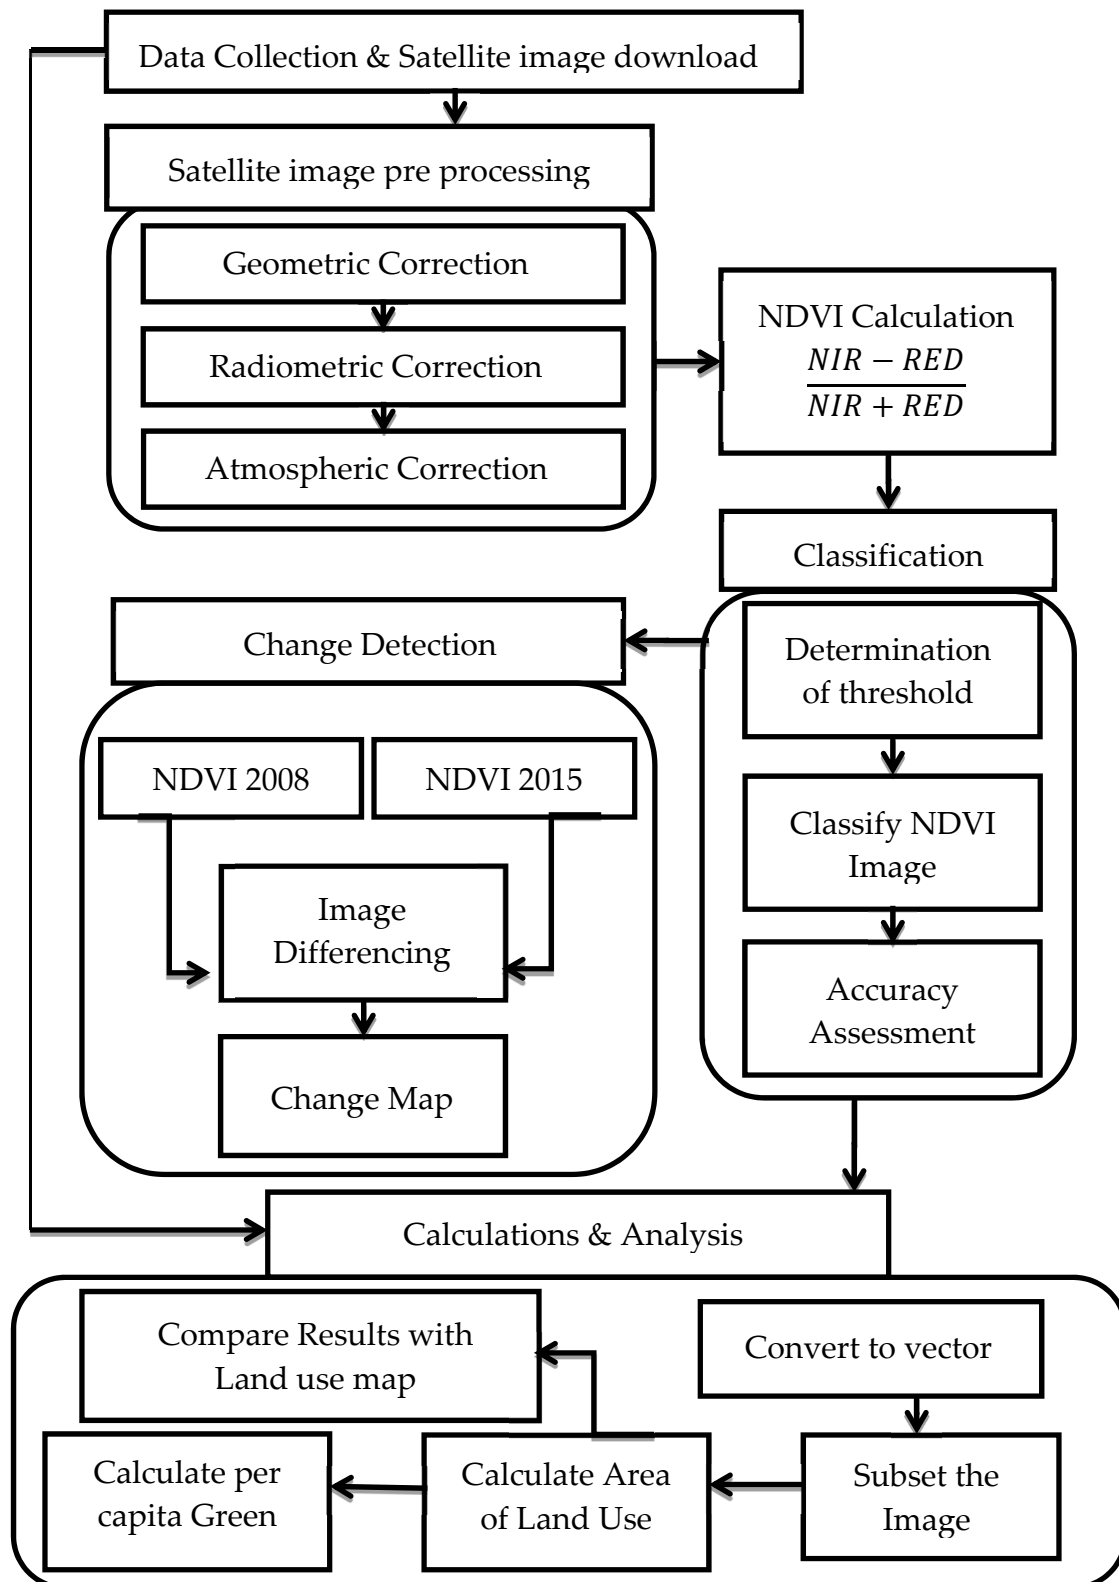 Data Collection & Satellite image download
Satellite image pre processing
Geometric Correction
Radiometric Correction
Atmospheric Correction
NDVI Calculation
NIR − RED
NIR + RED
Classification
Determination
of threshold
Classify NDVI
Image
Accuracy
Assessment
Change Detection
NDVI 2008
NDVI 2015
Image
Differencing
Change Map
Calculations & Analysis
Convert to vector
Subset the
Image
Calculate Area
of Land Use
Compare Results with
Land use map
Calculate per
capita Green